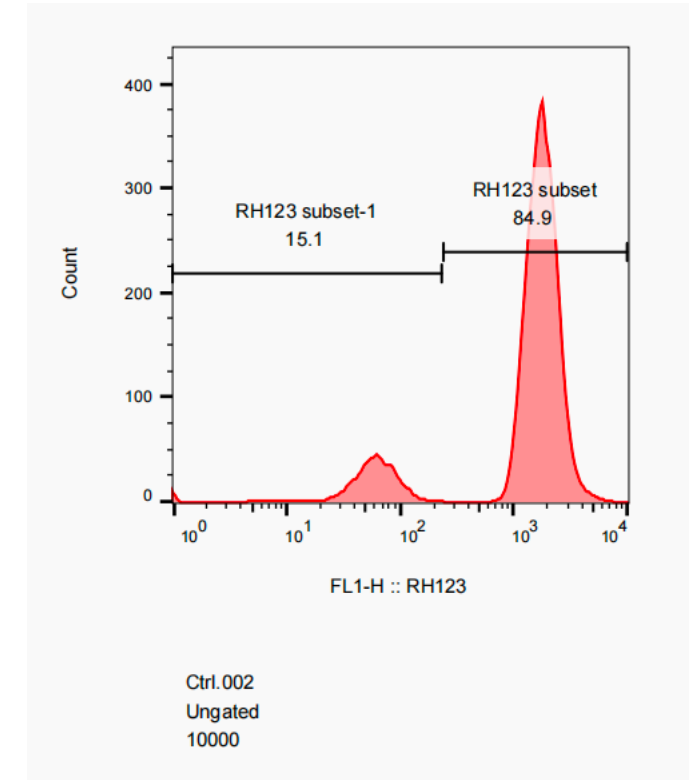 400
300
200
100
0
Count
RH123 subset-1
15.1
RH123 subset
84.9
10^0 10^1 10^2 10^3 10^4
FL1-H :: RH123
Ctrl.002
Ungated
10000